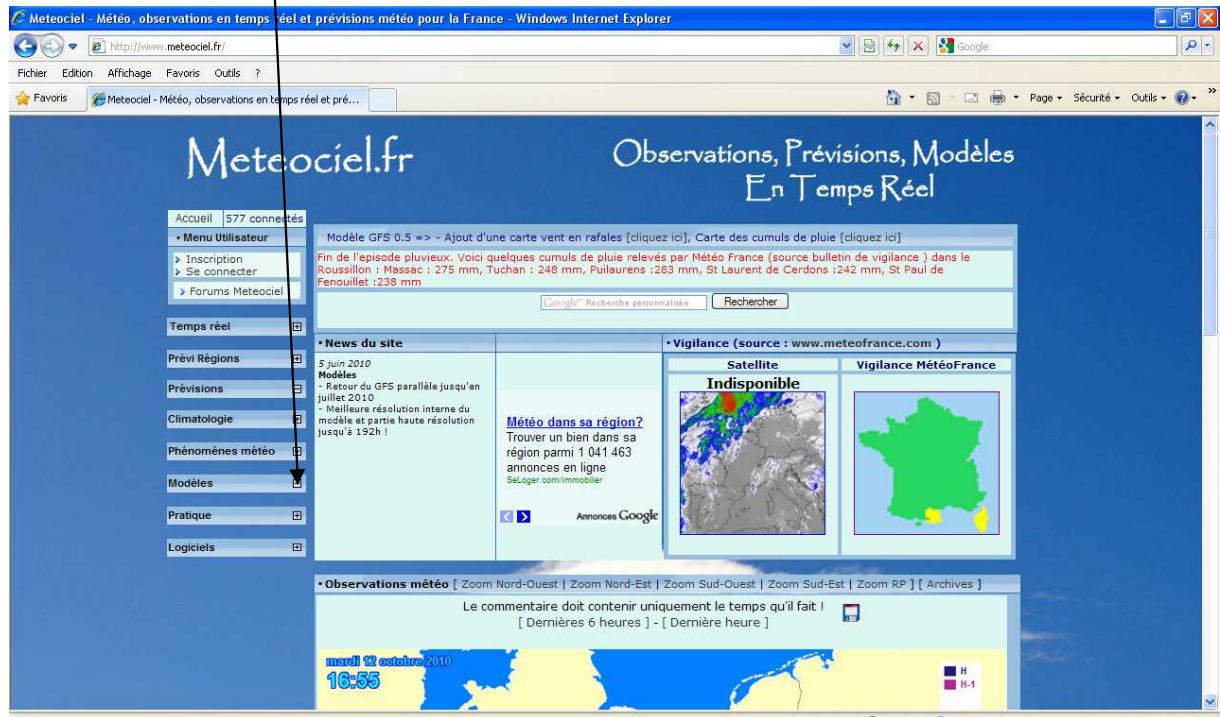 Meteociel - Météo, observations en temps réel et prévisions météo pour la France - Windows Internet Explorer
http://www.meteociel.fr/
Google
Fichier Edition Affichage Favoris Outils ?
Favoris
Meteociel - Météo, observations en temps réel et pré...
Page Sécurité Outils
Meteociel.fr
Observations, Prévisions, Modèles
En Temps Réel
Accueil 577 connectés
• Menu Utilisateur
Inscription
Se connecter
Forums Meteociel
Temps réel
Prévi Régions
Prévisions
Climatologie
Phénomènes météo
Modèles
Pratique
Logiciels
Modèle GFS 0.5 => - Ajout d'une carte vent en rafales [cliquez ici], Carte des cumuls de pluie [cliquez ici]
Fin de l'episode pluvieux. Voici quelques cumuls de pluie relevés par Météo France (source bulletin de vigilance ) dans le
Roussillon : Massac : 275 mm, Tuchan : 248 mm, Puilaurens :283 mm, St Laurent de Cerdons :242 mm, St Paul de
Fenouillet :238 mm
Google™ Recherche personnalisée Rechercher
• News du site
5 juin 2010
Modèles
- Retour du GFS parallèle jusqu'en
juillet 2010
- Meilleure résolution interne du
modèle et partie haute résolution
jusqu'à 192h !
Météo dans sa région?
Trouver un bien dans sa
région parmi 1 041 463
annonces en ligne
SeLoger.com/Immobilier
Annonces Google
• Vigilance (source : www.meteofrance.com )
Satellite
Indisponible
Vigilance MétéoFrance
• Observations météo [ Zoom Nord-Ouest | Zoom Nord-Est | Zoom Sud-Ouest | Zoom Sud-Est | Zoom RP ] [ Archives ]
Le commentaire doit contenir uniquement le temps qu'il fait !
[ Dernières 6 heures ] - [ Dernière heure ]
mardi 12 octobre 2010
16:55
H
H-1